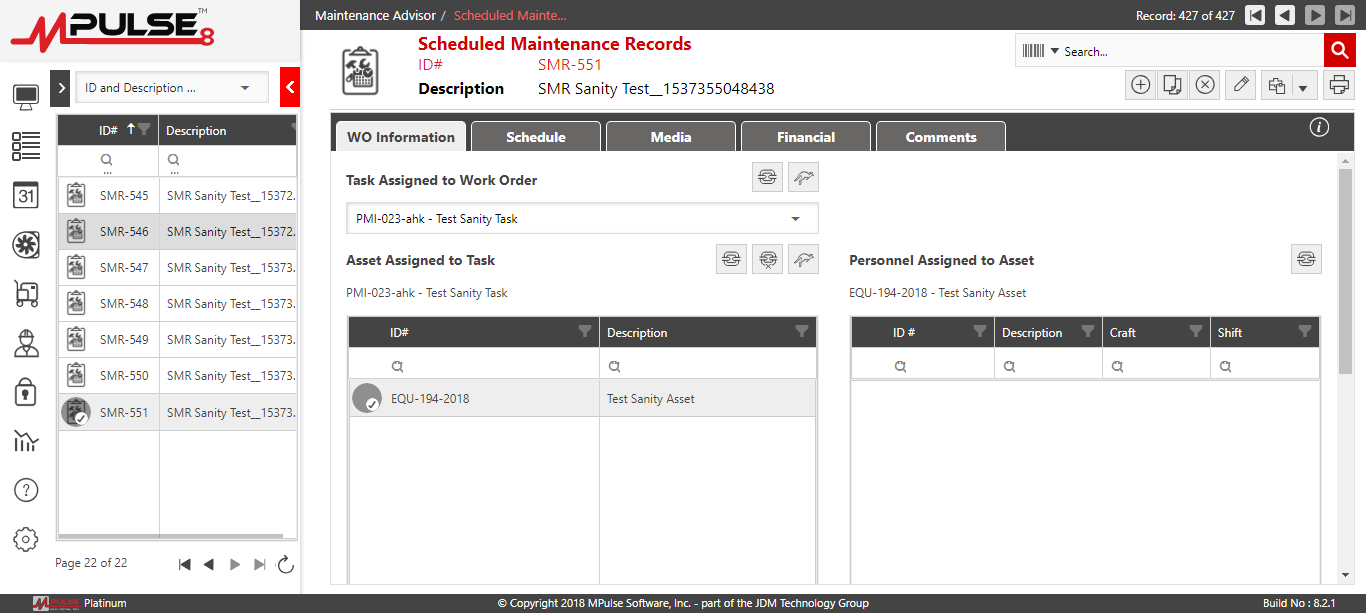 MPULSE 8 ™
Maintenance Advisor / Scheduled Mainte...
Record: 427 of 427
Scheduled Maintenance Records
ID# SMR-551
Description SMR Sanity Test__1537355048438
Search...
ID and Description ...
ID# Description
...
...
SMR-545 SMR Sanity Test__15372.
SMR-546 SMR Sanity Test__15372.
SMR-547 SMR Sanity Test__15373.
SMR-548 SMR Sanity Test__15373.
SMR-549 SMR Sanity Test__15373.
SMR-550 SMR Sanity Test__15373.
SMR-551 SMR Sanity Test__15373.
31
?
Page 22 of 22
WO Information Schedule Media Financial Comments
i
Task Assigned to Work Order
PMI-023-ahk - Test Sanity Task
Asset Assigned to Task
PMI-023-ahk - Test Sanity Task
ID# Description
EQU-194-2018 Test Sanity Asset
Personnel Assigned to Asset
EQU-194-2018 - Test Sanity Asset
ID # Description Craft Shift
MPULSE Platinum
© Copyright 2018 MPulse Software, Inc. - part of the JDM Technology Group
Build No : 8.2.1